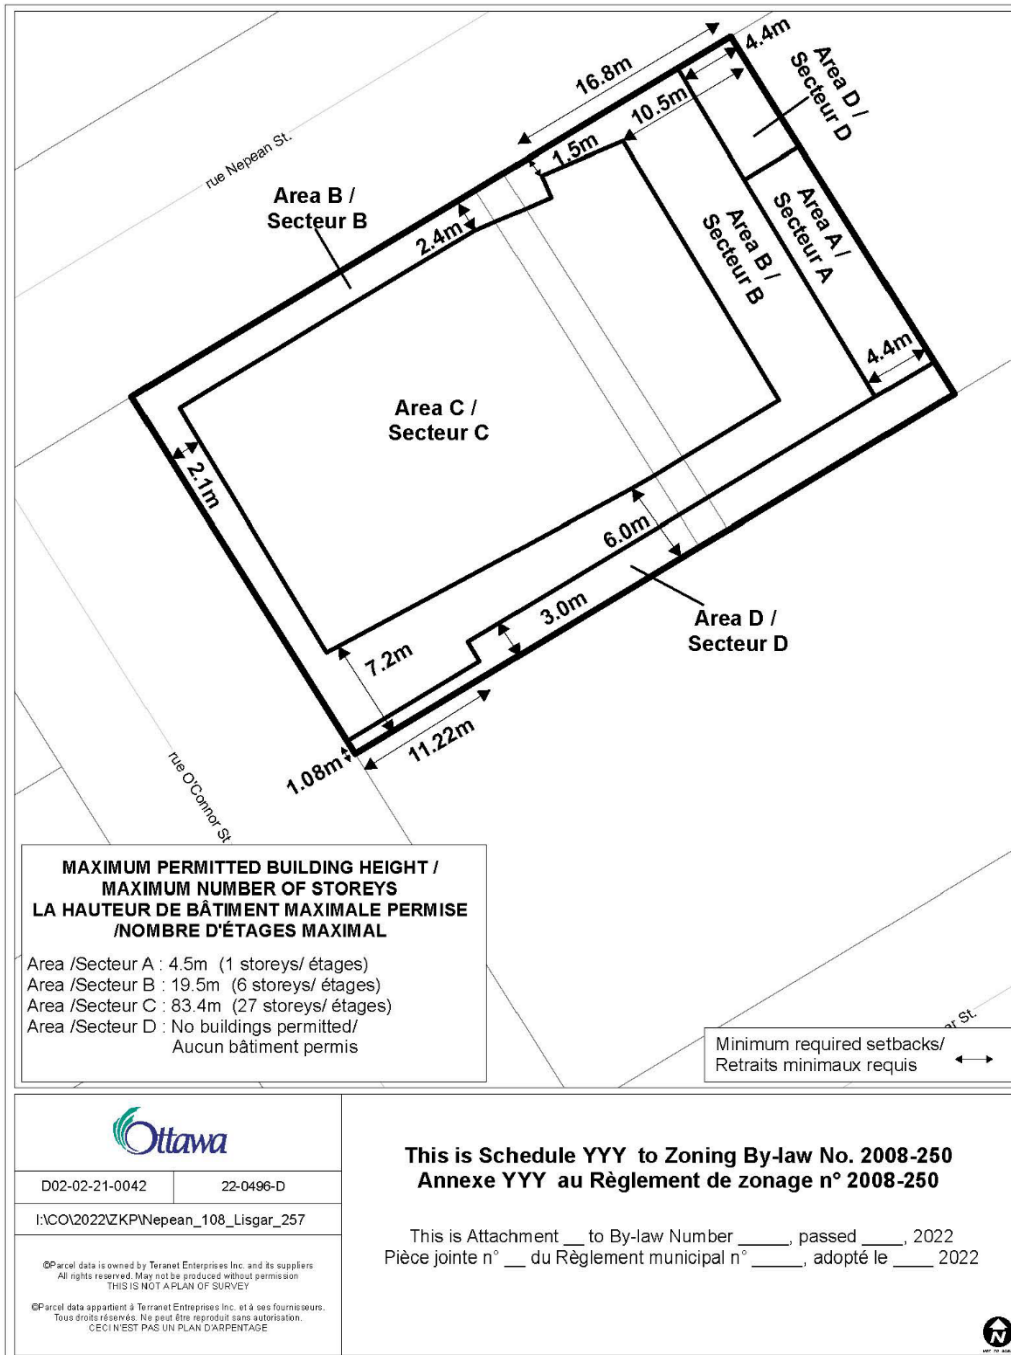 16.8m
4.4m
Area D /
Secteur D
10.5m
1.5m
rue Nepean St.
Area B /
Secteur B
2.4m
Area B /
Secteur B
Area A /
Secteur A
4.4m
Area C /
Secteur C
2.1m
6.0m
3.0m
Area D /
Secteur D
7.2m
11.22m
1.08m
rue O'Connor St
ar St.
MAXIMUM PERMITTED BUILDING HEIGHT /
MAXIMUM NUMBER OF STOREYS
LA HAUTEUR DE BÂTIMENT MAXIMALE PERMISE
/NOMBRE D'ÉTAGES MAXIMAL
Area /Secteur A : 4.5m (1 storeys/ étages)
Area /Secteur B : 19.5m (6 storeys/ étages)
Area /Secteur C : 83.4m (27 storeys/ étages)
Area /Secteur D : No buildings permitted/
Aucun bâtiment permis
Minimum required setbacks/
Retraits minimaux requis
Ottawa
D02-02-21-0042 22-0496-D
I:\CO\2022\ZKP\Nepean_108_Lisgar_257
©Parcel data is owned by Teranet Enterprises Inc. and its suppliers
All rights reserved. May not be produced without permission
THIS IS NOT A PLAN OF SURVEY
©Parcel data appartient à Terranet Entreprises Inc. et à ses fournisseurs.
Tous droits réservés. Ne peut être reproduit sans autorisation.
CECI N'EST PAS UN PLAN D'ARPENTAGE
This is Schedule YYY to Zoning By-law No. 2008-250
Annexe YYY au Règlement de zonage n° 2008-250
This is Attachment __ to By-law Number _____, passed ____, 2022
Pièce jointe n° __ du Règlement municipal n° _____, adopté le ____ 2022
N